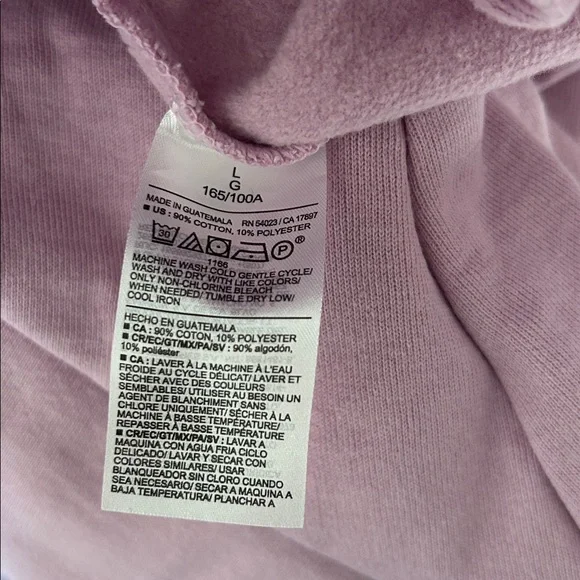 L
G
165/100A
MADE IN GUATEMALA RN 54023 / CA 17897
■ US : 90% COTTON, 10% POLYESTER
30 P ®
1166
MACHINE WASH COLD GENTLE CYCLE/
WASH AND DRY WITH LIKE COLORS/
ONLY NON-CHLORINE BLEACH
WHEN NEEDED/ TUMBLE DRY LOW/
COOL IRON
HECHO EN GUATEMALA
■ CA : 90% COTTON, 10% POLYESTER
■ CR/EC/GT/MX/PA/SV : 90% algodón,
10% poliéster
■ CA : LAVER À LA MACHINE À L'EAU
FROIDE AU CYCLE DÉLICAT/ LAVER ET
SÉCHER AVEC DES COULEURS
SEMBLABLES/ UTILISER AU BESOIN UN
AGENT DE BLANCHIMENT SANS
CHLORE UNIQUEMENT/ SÉCHER À LA
MACHINE À BASSE TEMPÉRATURE/
REPASSER À BASSE TEMPÉRATURE
■ CR/EC/GT/MX/PA/SV : LAVAR A
MAQUINA CON AGUA FRIA CICLO
DELICADO/ LAVAR Y SECAR CON
COLORES SIMILARES/ USAR
BLANQUEADOR SIN CLORO CUANDO
SEA NECESARIO/ SECAR A MAQUINA A
BAJA TEMPERATURA/ PLANCHAR A